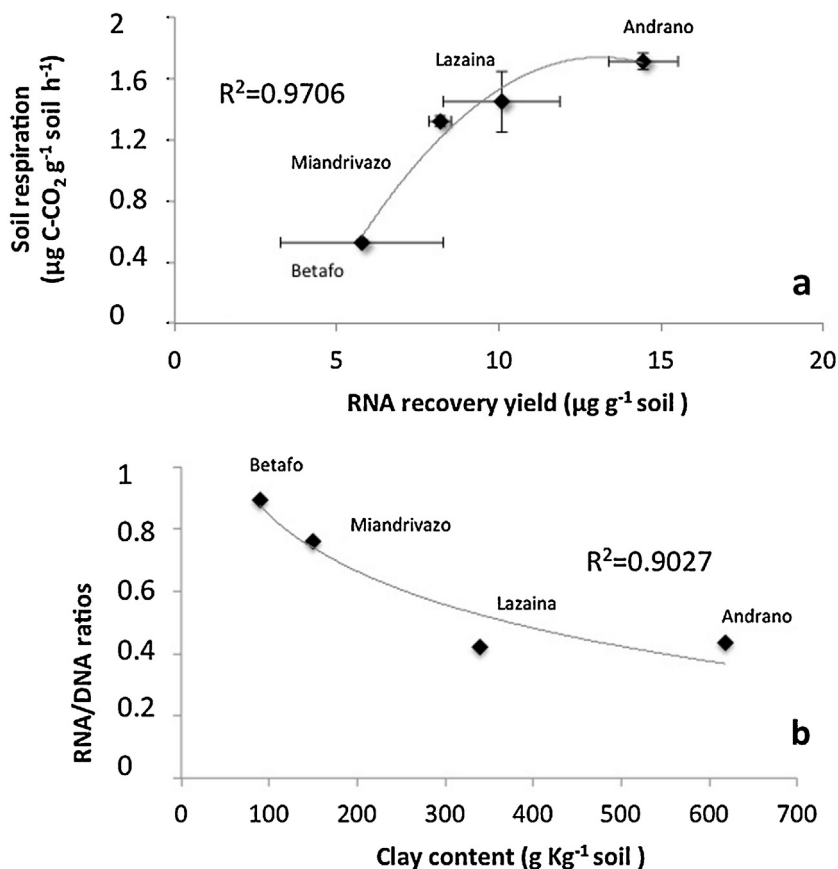 2
Andrano
Lazaina
1.6
R²=0.9706
1.2
Miandrivazo
0.8
0.4
Betafo
a
0
0 5 10 15 20
Soil respiration
(µg C-CO₂ g⁻¹ soil h⁻¹)
RNA recovery yield (µg g⁻¹ soil )
Betafo
1
0.8
Miandrivazo
R²=0.9027
0.6
Lazaina
Andrano
0.4
0.2
b
0
0 100 200 300 400 500 600 700
RNA/DNA ratios
Clay content (g Kg⁻¹ soil )